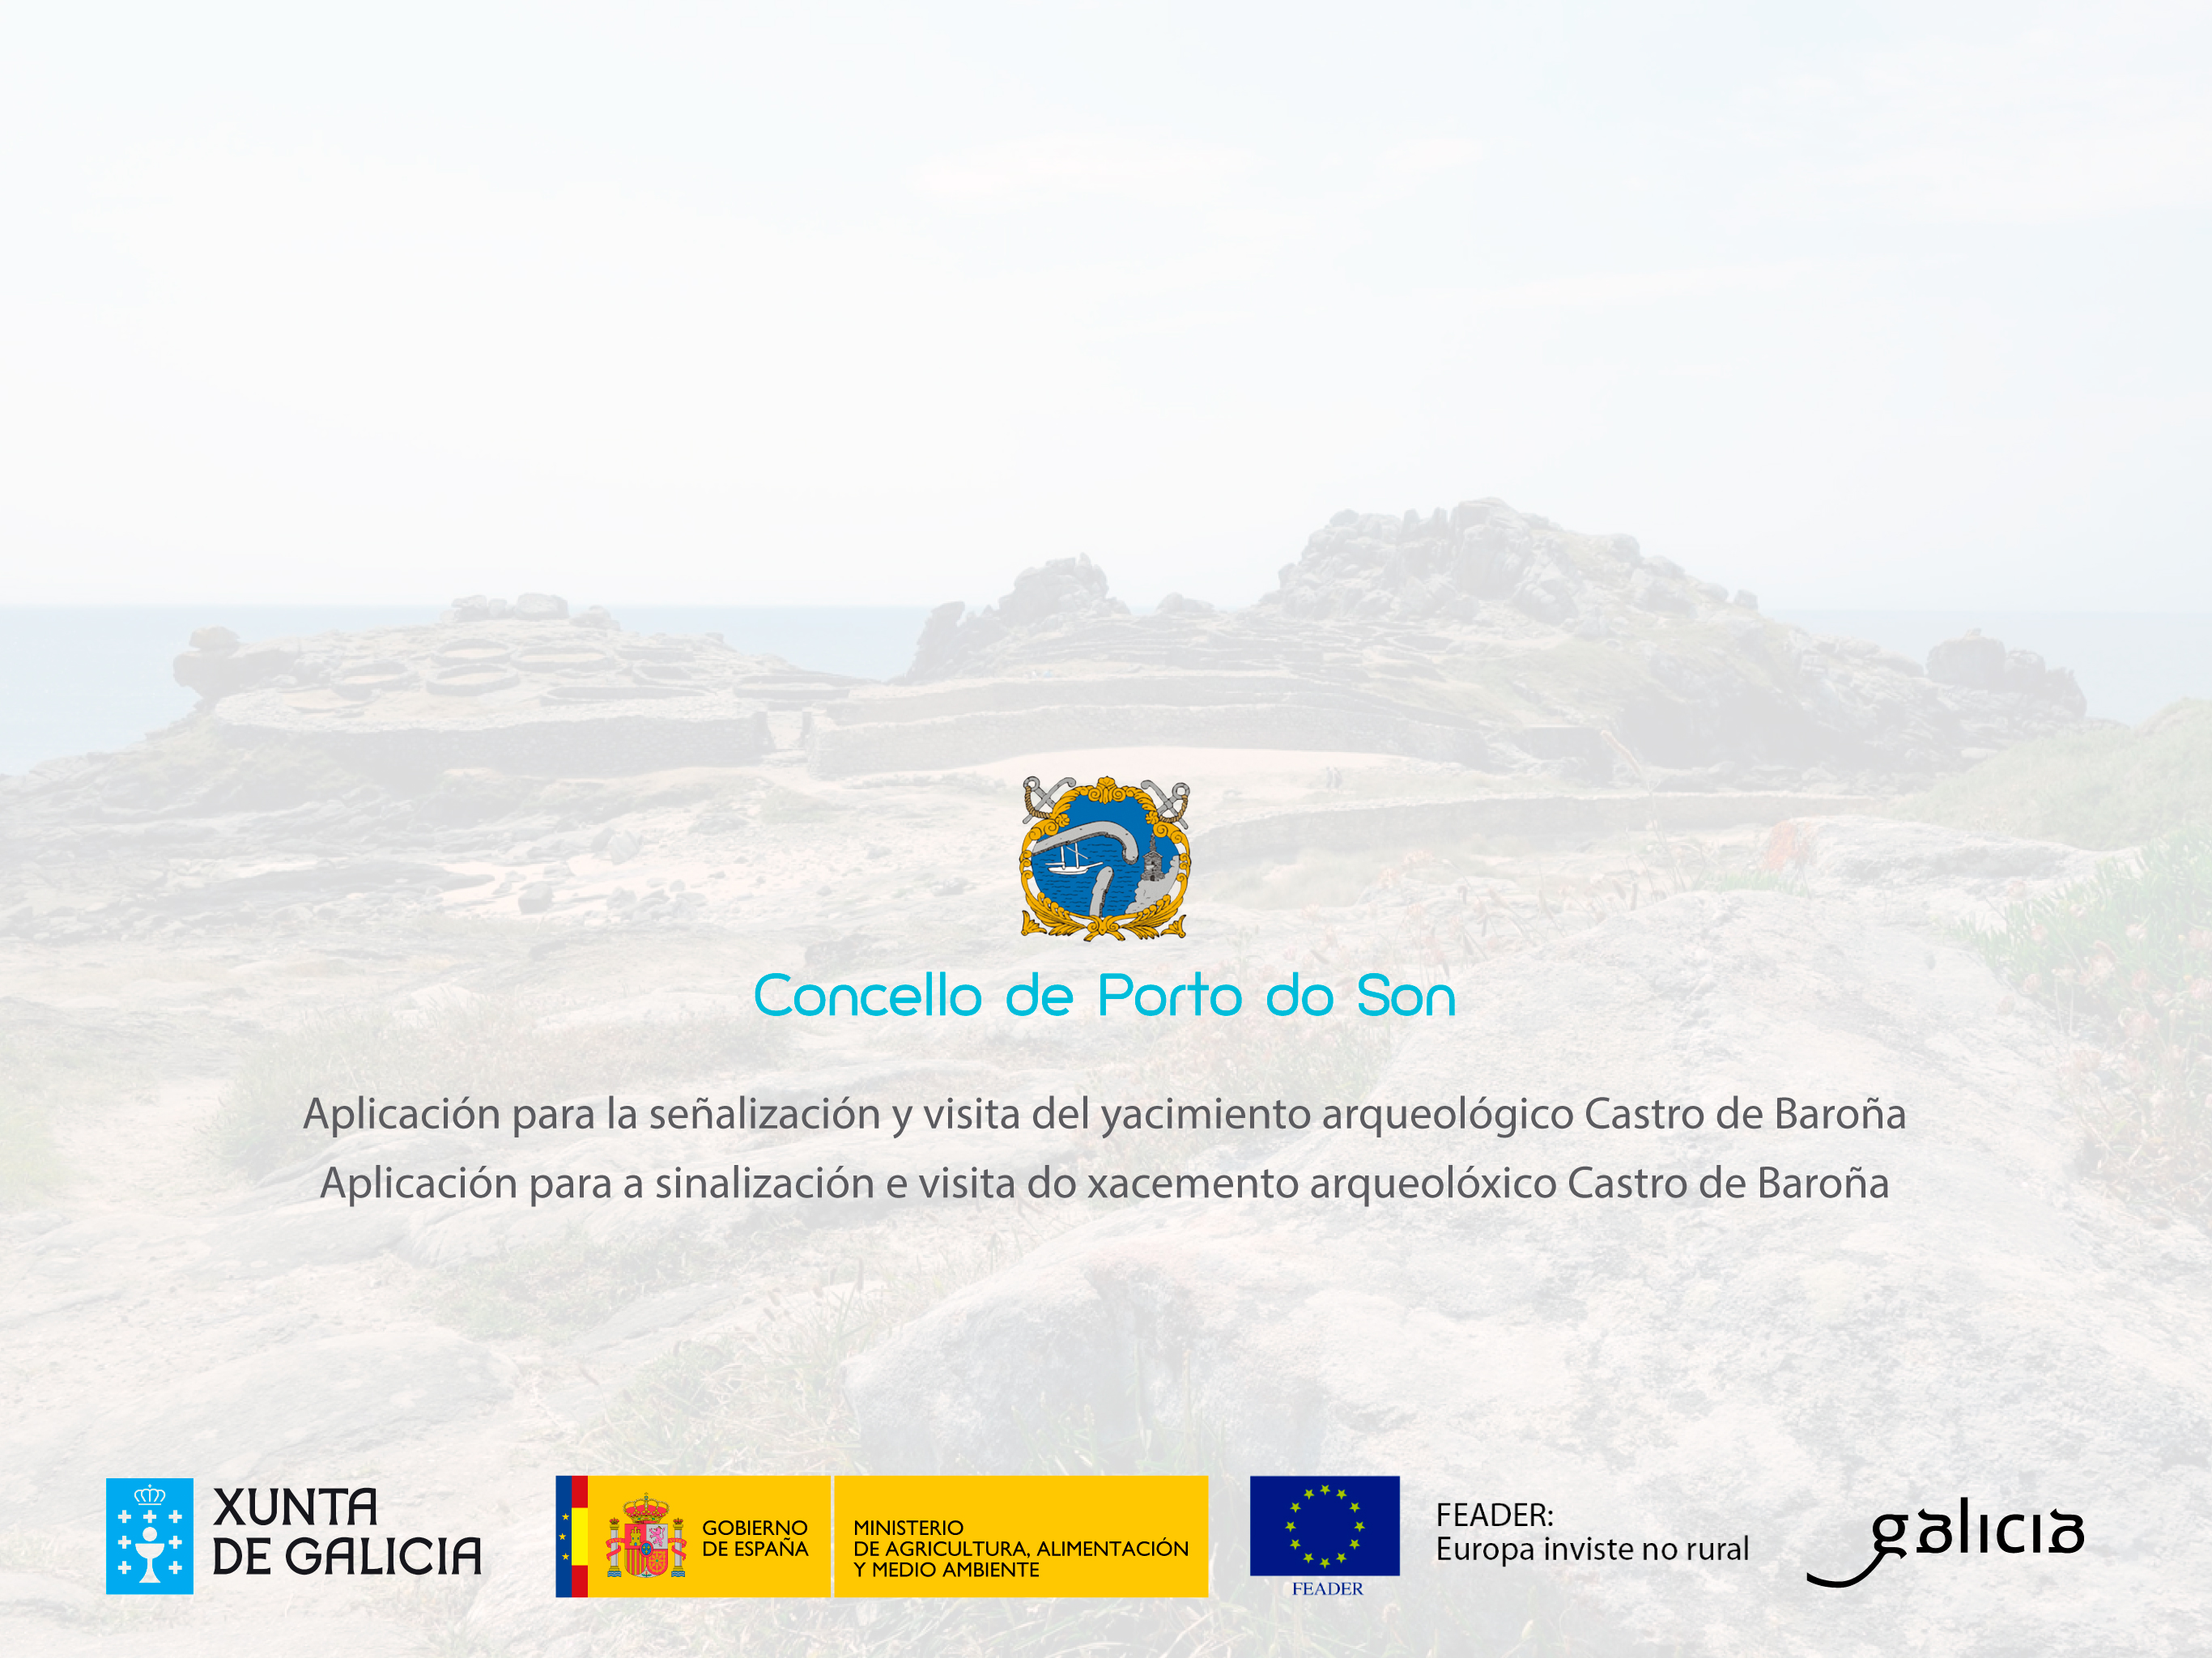 Concello de Porto do Son
Aplicación para la señalización y visita del yacimiento arqueológico Castro de Baroña
Aplicación para a sinalización e visita do xacemento arqueolóxico Castro de Baroña
XUNTA
DE GALICIA
GOBIERNO
DE ESPAÑA
MINISTERIO
DE AGRICULTURA, ALIMENTACIÓN
Y MEDIO AMBIENTE
FEADER
FEADER:
Europa inviste no rural
galicia